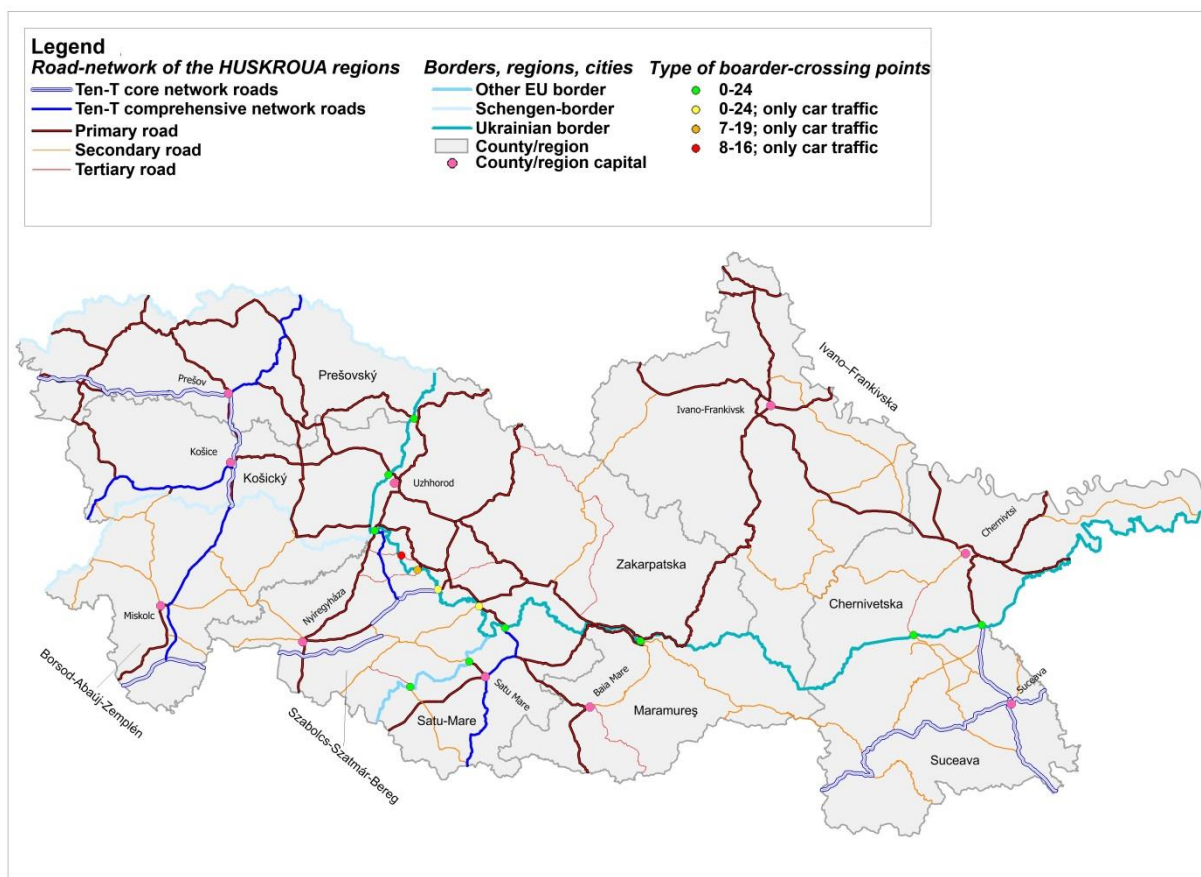 Legend
Road-network of the HUSKROUA regions
Ten-T core network roads
Ten-T comprehensive network roads
Primary road
Secondary road
Tertiary road
Borders, regions, cities
Other EU border
Schengen-border
Ukrainian border
County/region
County/region capital
Type of boarder-crossing points
0-24
0-24; only car traffic
7-19; only car traffic
8-16; only car traffic
Prešov
Prešovský
Ivano–Frankivska
Ivano-Frankivsk
Košice
Košický
Uzhhorod
Chernivtsi
Zakarpatska
Chernivetska
Miskolc
Nyíregyháza
Borsod-Abaúj-Zemplén
Szabolcs-Szatmár-Bereg
Satu Mare
Satu-Mare
Baia Mare
Maramureş
Suceava
Suceava